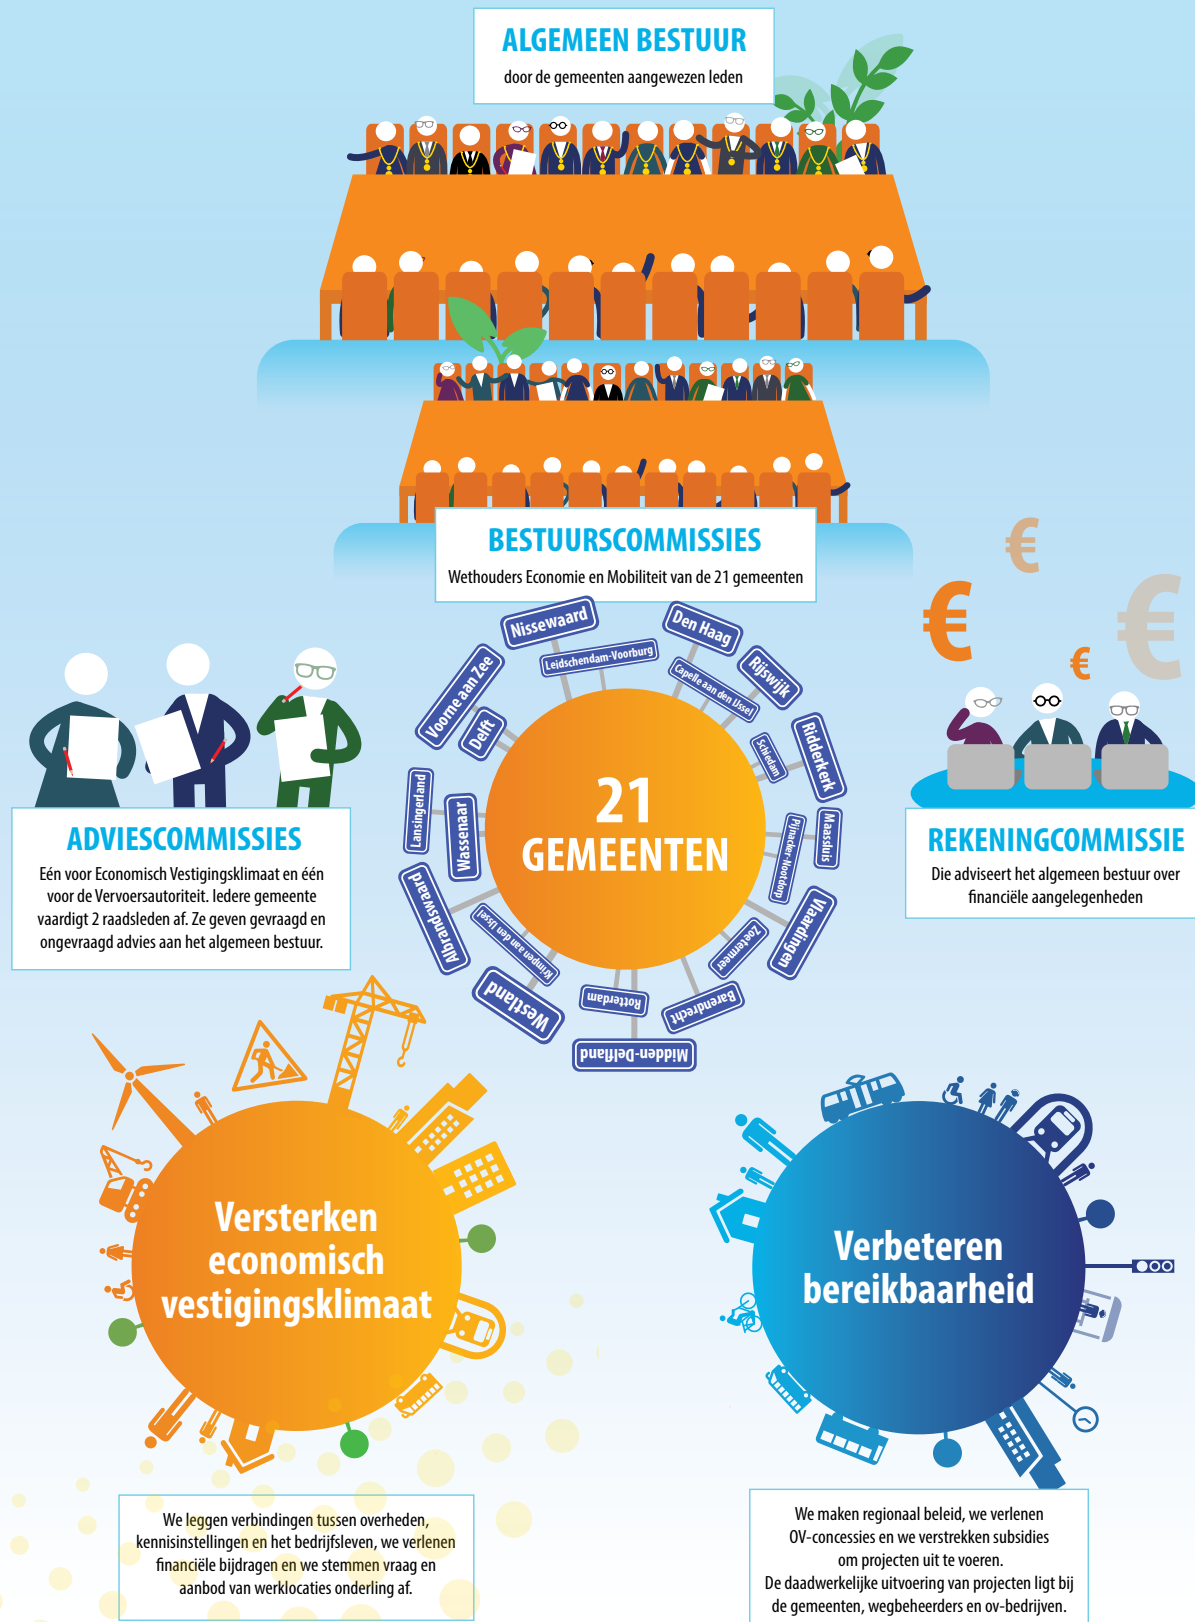 ALGEMEEN BESTUUR
door de gemeenten aangewezen leden
BESTUURSCOMMISSIES
Wethouders Economie en Mobiliteit van de 21 gemeenten
€
€
€
€
Nissewaard
Leidschendam-Voorburg
Den Haag
Capelle aan den IJssel
Rijswijk
Voorne aan Zee
Delft
Schiedam
Ridderkerk
Lansingerland
Wassenaar
21
GEMEENTEN
Pijnacker-Nootdorp
Maassluis
Albrandswaard
Krimpen aan den IJssel
Vlaardingen
Zoetermeer
Westland
Rotterdam
Barendrecht
Midden-Delfland
ADVIESCOMMISSIES
Eén voor Economisch Vestigingsklimaat en één
voor de Vervoersautoriteit. Iedere gemeente
vaardigt 2 raadsleden af. Ze geven gevraagd en
ongevraagd advies aan het algemeen bestuur.
REKENINGCOMMISSIE
Die adviseert het algemeen bestuur over
financiële aangelegenheden
Versterken
economisch
vestigingsklimaat
Verbeteren
bereikbaarheid
We leggen verbindingen tussen overheden,
kennisinstellingen en het bedrijfsleven, we verlenen
financiële bijdragen en we stemmen vraag en
aanbod van werklocaties onderling af.
We maken regionaal beleid, we verlenen
OV-concessies en we verstrekken subsidies
om projecten uit te voeren.
De daadwerkelijke uitvoering van projecten ligt bij
de gemeenten, wegbeheerders en ov-bedrijven.